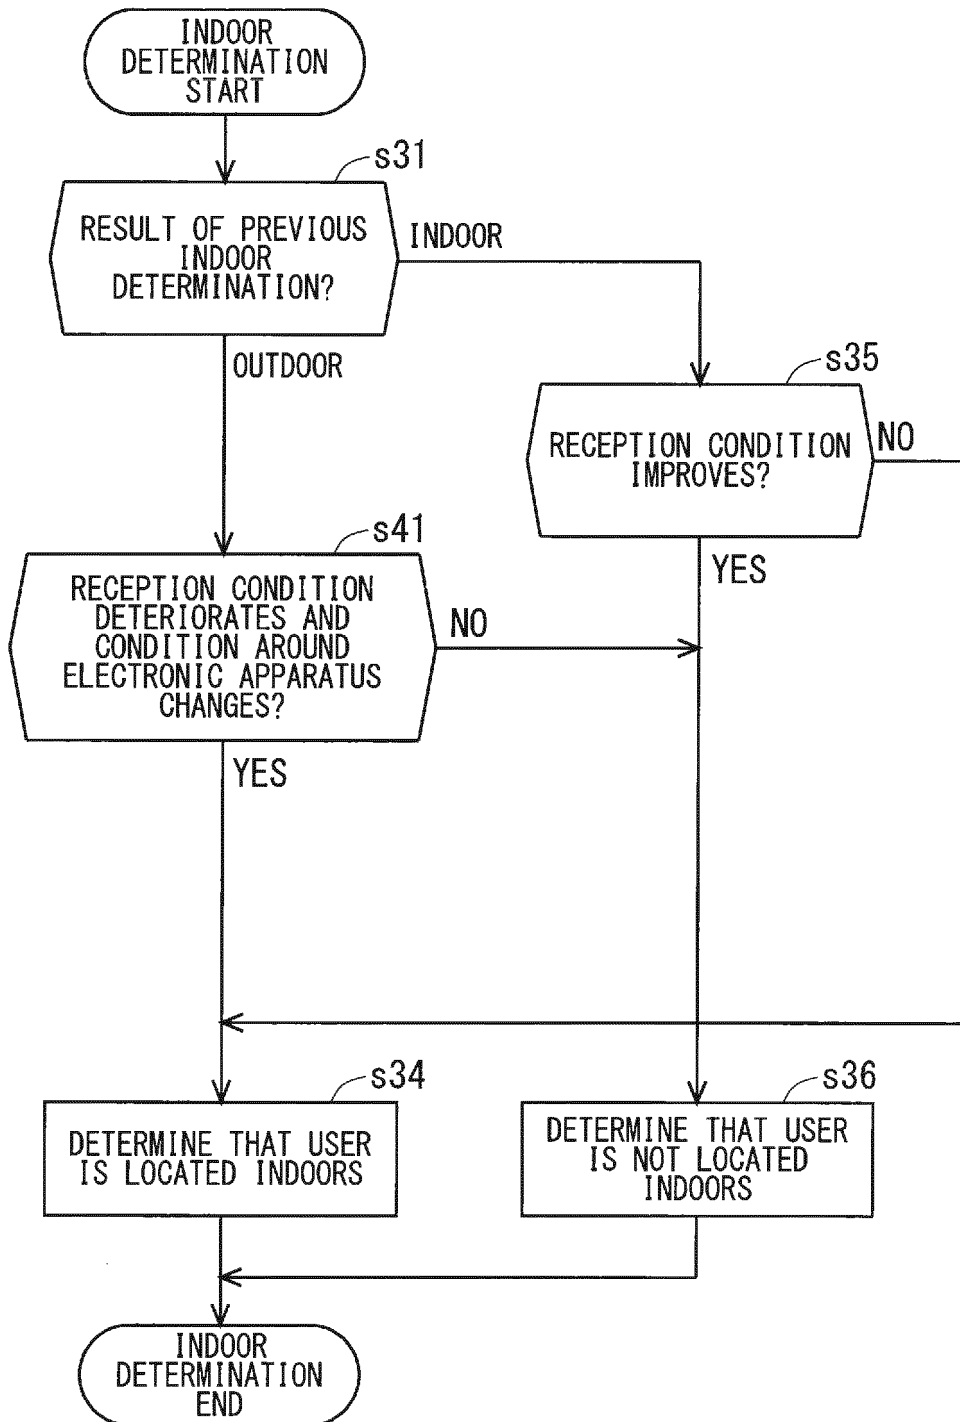 INDOOR
DETERMINATION
START
s31
RESULT OF PREVIOUS
INDOOR
DETERMINATION?
INDOOR
OUTDOOR
s35
RECEPTION CONDITION
IMPROVES?
NO
YES
s41
RECEPTION CONDITION
DETERIORATES AND
CONDITION AROUND
ELECTRONIC APPARATUS
CHANGES?
NO
YES
s34
DETERMINE THAT USER
IS LOCATED INDOORS
s36
DETERMINE THAT USER
IS NOT LOCATED
INDOORS
INDOOR
DETERMINATION
END